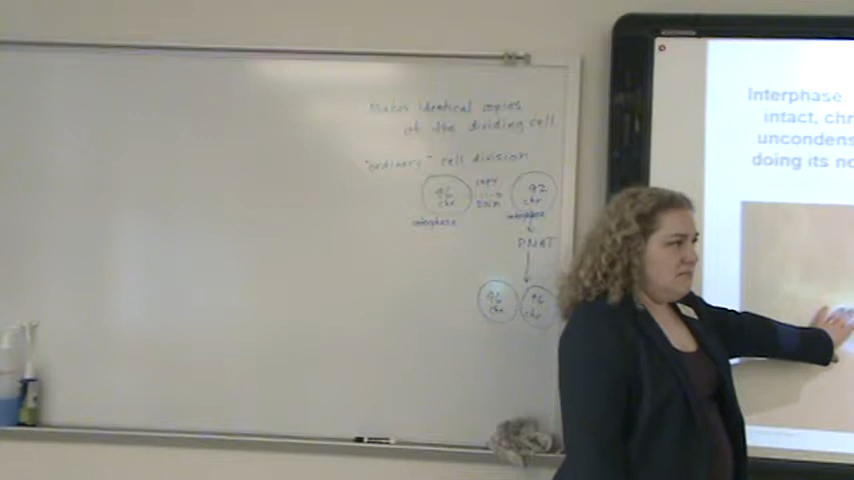 Makes identical copies
of the dividing cell
"ordinary" cell division
46
chr
COPY
DNA
92
chr
interphase
interphase
PMAT
46
chr
46
chr
Interphase
intact, chr
uncondens
doing its no